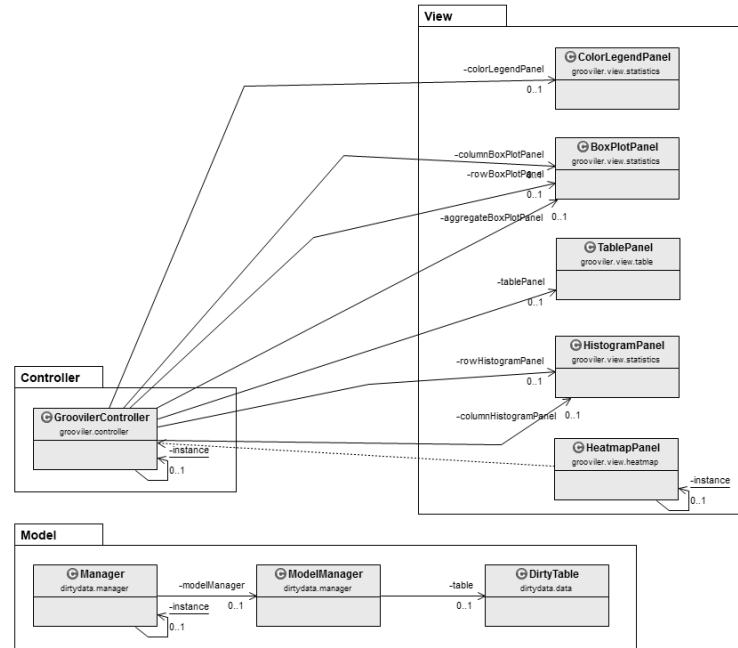 View
ColorLegendPanel
grooviler.view.statistics
-colorLegendPanel
0..1
BoxPlotPanel
grooviler.view.statistics
-columnBoxPlotPanel
0..1
-rowBoxPlotPanel
0..1
-aggregateBoxPlotPanel 0..1
TablePanel
grooviler.view.table
-tablePanel
0..1
HistogramPanel
grooviler.view.statistics
-rowHistogramPanel
0..1
-columnHistogramPanel 0..1
HeatmapPanel
grooviler.view.heatmap
-instance
0..1
Controller
GroovilerController
grooviler.controller
-instance
0..1
Model
Manager
dirtydata.manager
-instance
0..1
-modelManager
0..1
ModelManager
dirtydata.manager
-table
0..1
DirtyTable
dirtydata.data